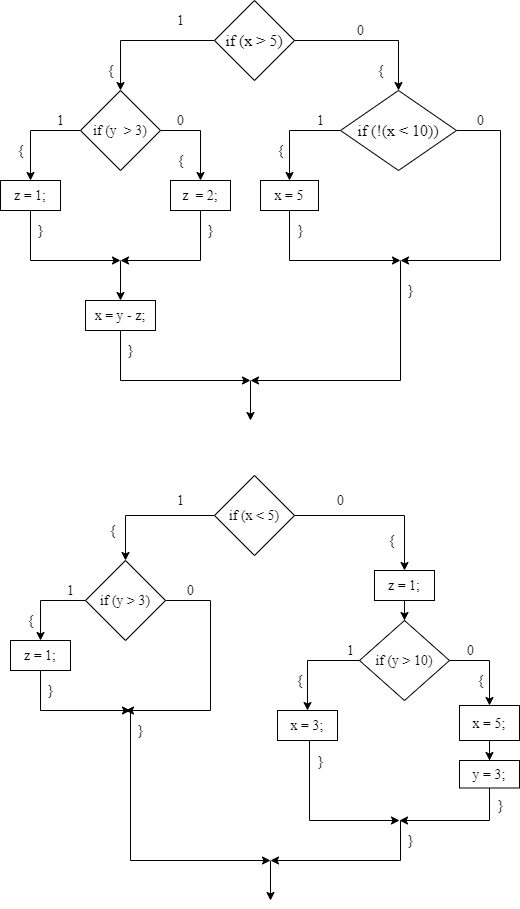 1
if (x > 5)
0
{
{
1
if (y  > 3)
0
1
if (!(x < 10))
0
{
{
{
z = 1;
z  = 2;
x = 5
}
}
}
}
x = y - z;
}
1
if (x < 5)
0
{
{
z = 1;
1
if (y > 3)
0
{
z = 1;
1
if (y > 10)
0
{
{
}
x = 3;
x = 5;
}
}
y = 3;
}
}